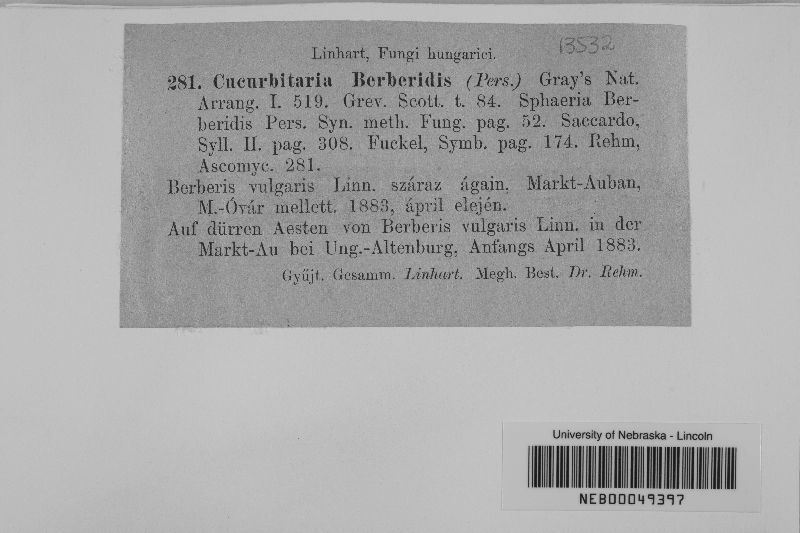 Linhart, Fungi hungarici.
13532
281. Cucurbitaria Berberidis (Pers.) Gray's Nat.
Arrang. I. 519. Grev. Scott. t. 84. Sphaeria Ber-
beridis Pers. Syn. meth. Fung. pag. 52. Saccardo,
Syll. II. pag. 308. Fuckel, Symb. pag. 174. Rehm,
Ascomyc. 281.
Berberis vulgaris Linn. száraz ágain, Markt-Auban,
M.-Óvár mellett. 1883, ápril elején.
Auf dürren Aesten von Berberis vulgaris Linn. in der
Markt-Au bei Ung.-Altenburg, Anfangs April 1883.
Gyűjt. Gesamm. Linhart. Megh. Best. Dr. Rehm.
University of Nebraska - Lincoln
NEB00049397